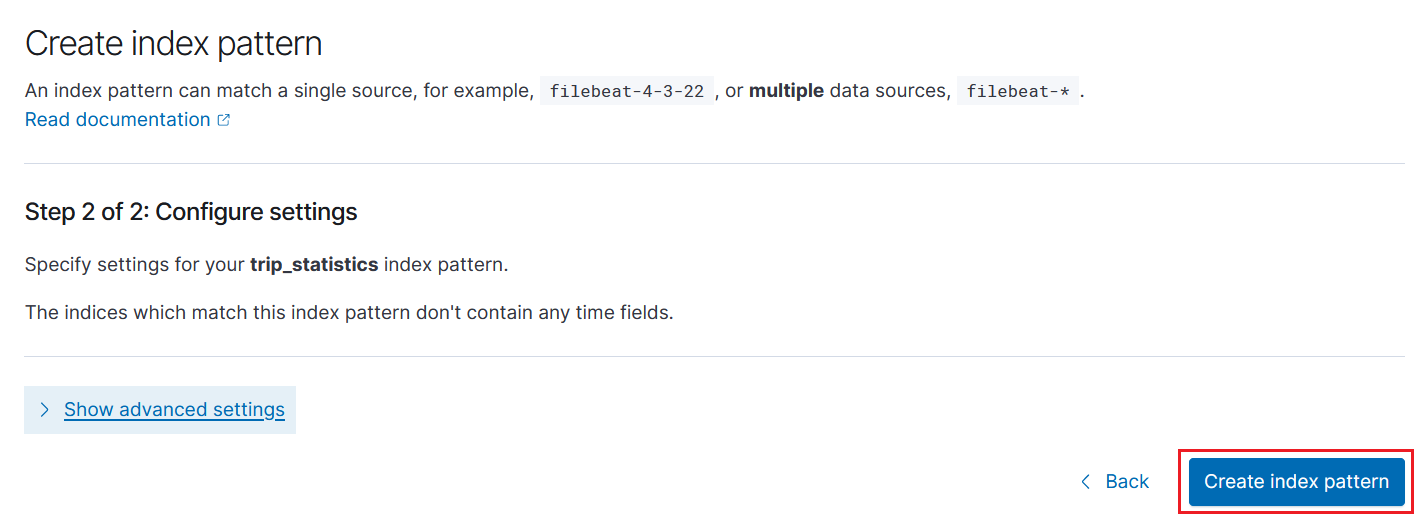 Create index pattern
An index pattern can match a single source, for example, filebeat-4-3-22 , or multiple data sources, filebeat-* .
Read documentation
Step 2 of 2: Configure settings
Specify settings for your trip_statistics index pattern.
The indices which match this index pattern don't contain any time fields.
Show advanced settings
Back
Create index pattern